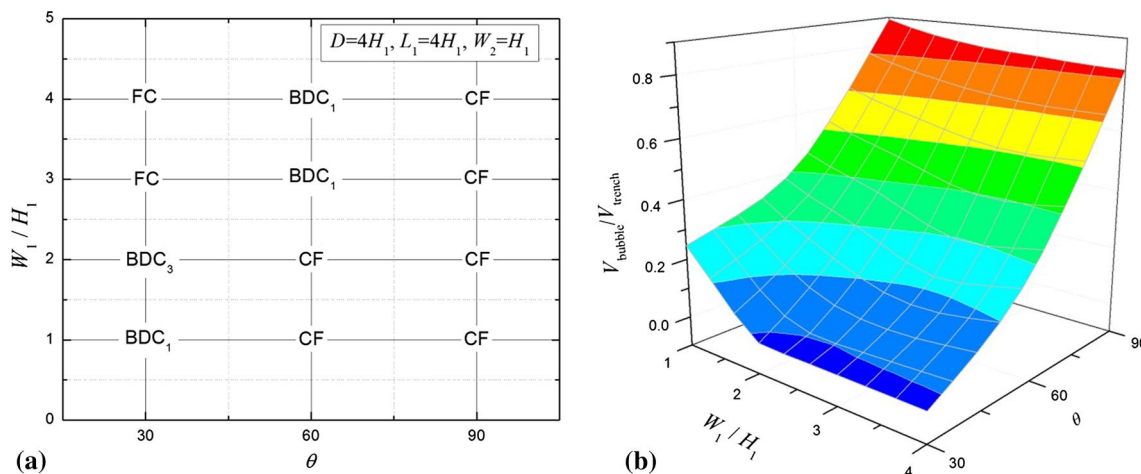 5
D=4H₁, L₁=4H₁, W₂=H₁
4
FC
BDC₁
CF
3
FC
BDC₁
CF
W₁ / H₁
2
BDC₃
CF
CF
1
BDC₁
CF
CF
0
30
60
90
θ
(a)
0.8
0.6
0.4
0.2
0.0
V_bubble/V_trench
1
2
3
4
W₁ / H₁
30
60
90
θ
(b)